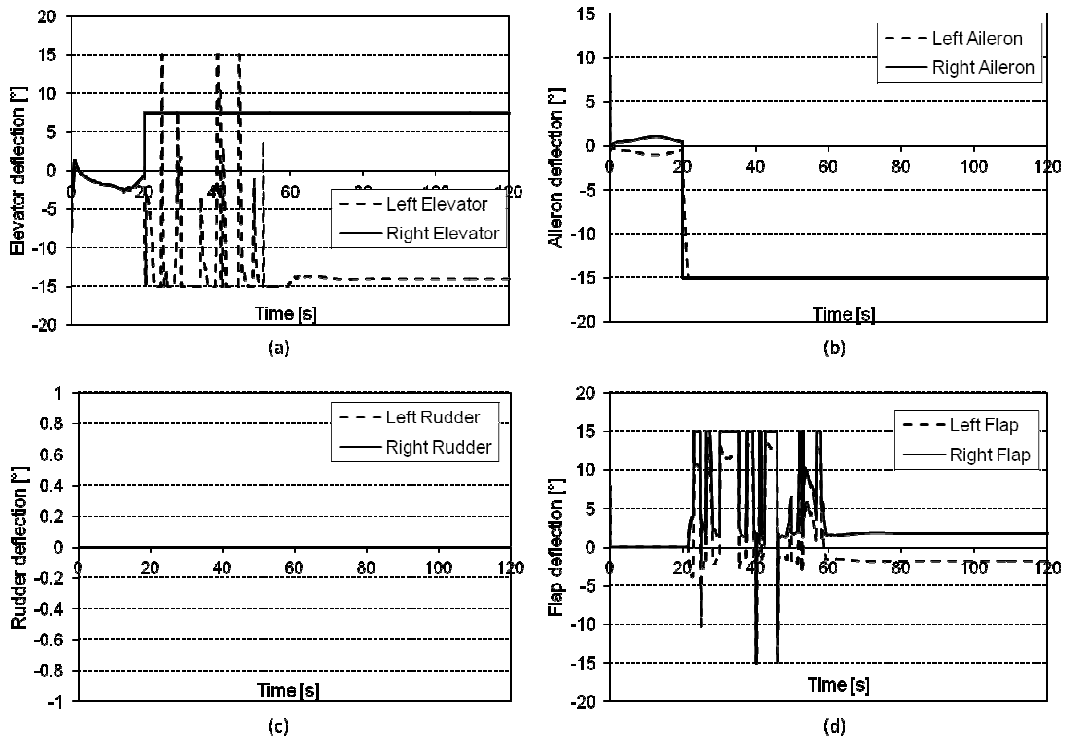 20
15
10
5
0
-5
-10
-15
-20
0 20 40 60 80 100 120
Elevator deflection [°]
Left Elevator
Right Elevator
Time [s]
(a)
15
10
5
0
-5
-10
-15
-20
0 20 40 60 80 100 120
Aileron deflection [°]
Left Aileron
Right Aileron
Time [s]
(b)
1
0.8
0.6
0.4
0.2
0
-0.2
-0.4
-0.6
-0.8
-1
0 20 40 60 80 100 120
Rudder deflection [°]
Left Rudder
Right Rudder
Time [s]
(c)
20
15
10
5
0
-5
-10
-15
-20
0 20 40 60 80 100 120
Flap deflection [°]
Left Flap
Right Flap
Time [s]
(d)